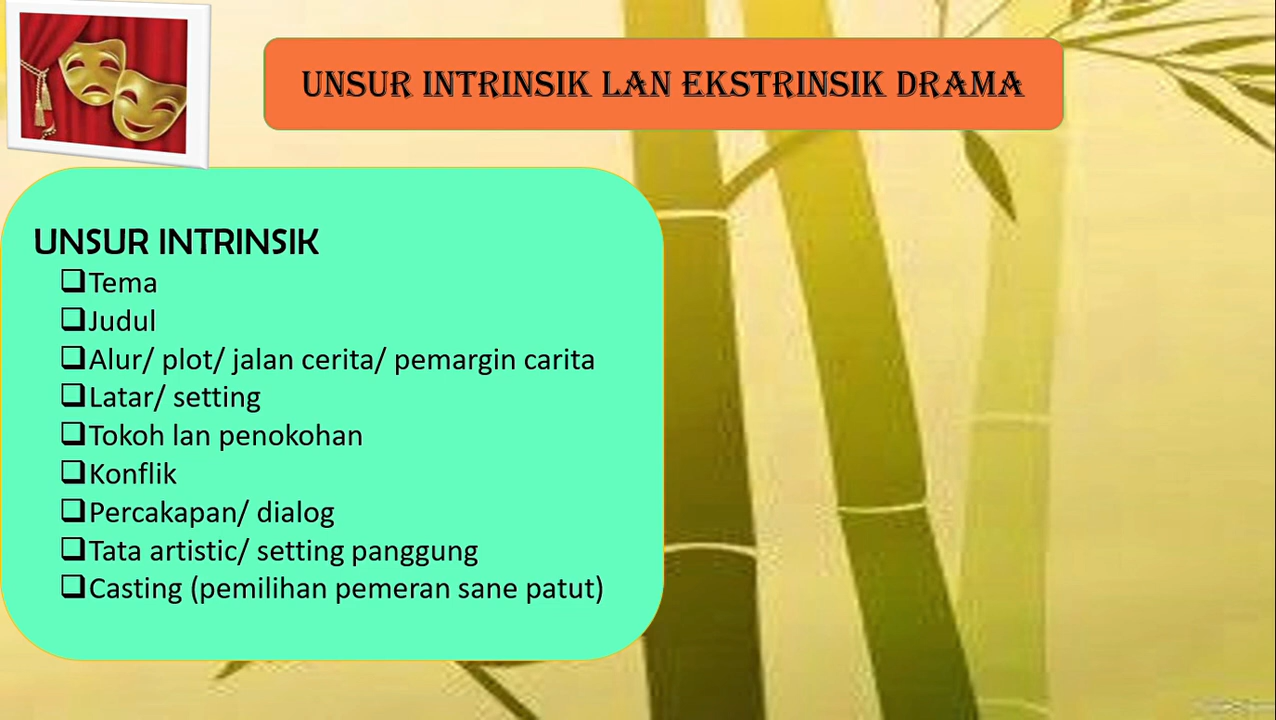 UNSUR INTRINSIK LAN EKSTRINSIK DRAMA
UNSUR INTRINSIK
❑Tema
❑Judul
❑Alur/ plot/ jalan cerita/ pemargin carita
❑Latar/ setting
❑Tokoh lan penokohan
❑Konflik
❑Percakapan/ dialog
❑Tata artistic/ setting panggung
❑Casting (pemilihan pemeran sane patut)